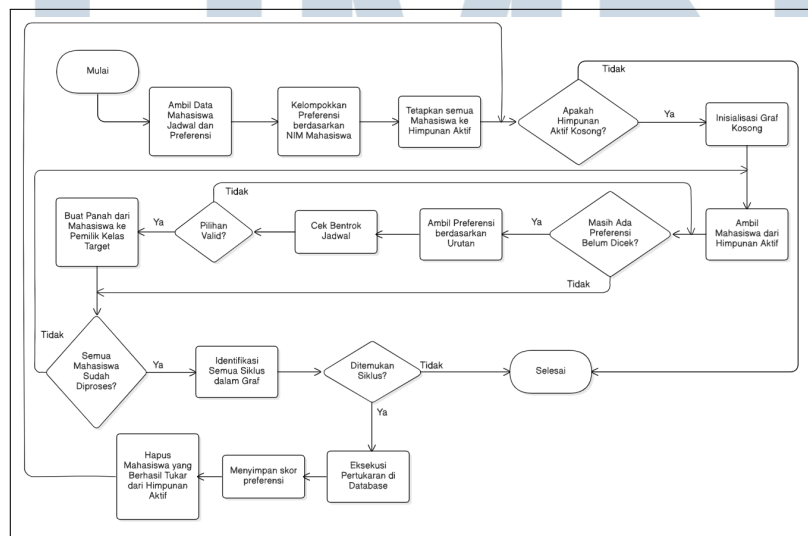 Mulai
Ambil Data
Mahasiswa
Jadwal dan
Preferensi
Kelompokkan
Preferensi
berdasarkan
NIM Mahasiswa
Tetapkan semua
Mahasiswa ke
Himpunan Aktif
Apakah
Himpunan
Aktif Kosong?
Tidak
Ya
Inisialisasi Graf
Kosong
Ambil
Mahasiswa dari
Himpunan Aktif
Masih Ada
Preferensi
Belum Dicek?
Ya
Tidak
Ambil Preferensi
berdasarkan
Urutan
Cek Bentrok
Jadwal
Pilihan
Valid?
Tidak
Ya
Buat Panah dari
Mahasiswa ke
Pemilik Kelas
Target
Semua
Mahasiswa
Sudah
Diproses?
Tidak
Ya
Identifikasi
Semua Siklus
dalam Graf
Ditemukan
Siklus?
Tidak
Selesai
Ya
Eksekusi
Pertukaran di
Database
Menyimpan skor
preferensi
Hapus
Mahasiswa yang
Berhasil Tukar
dari Himpunan
Aktif